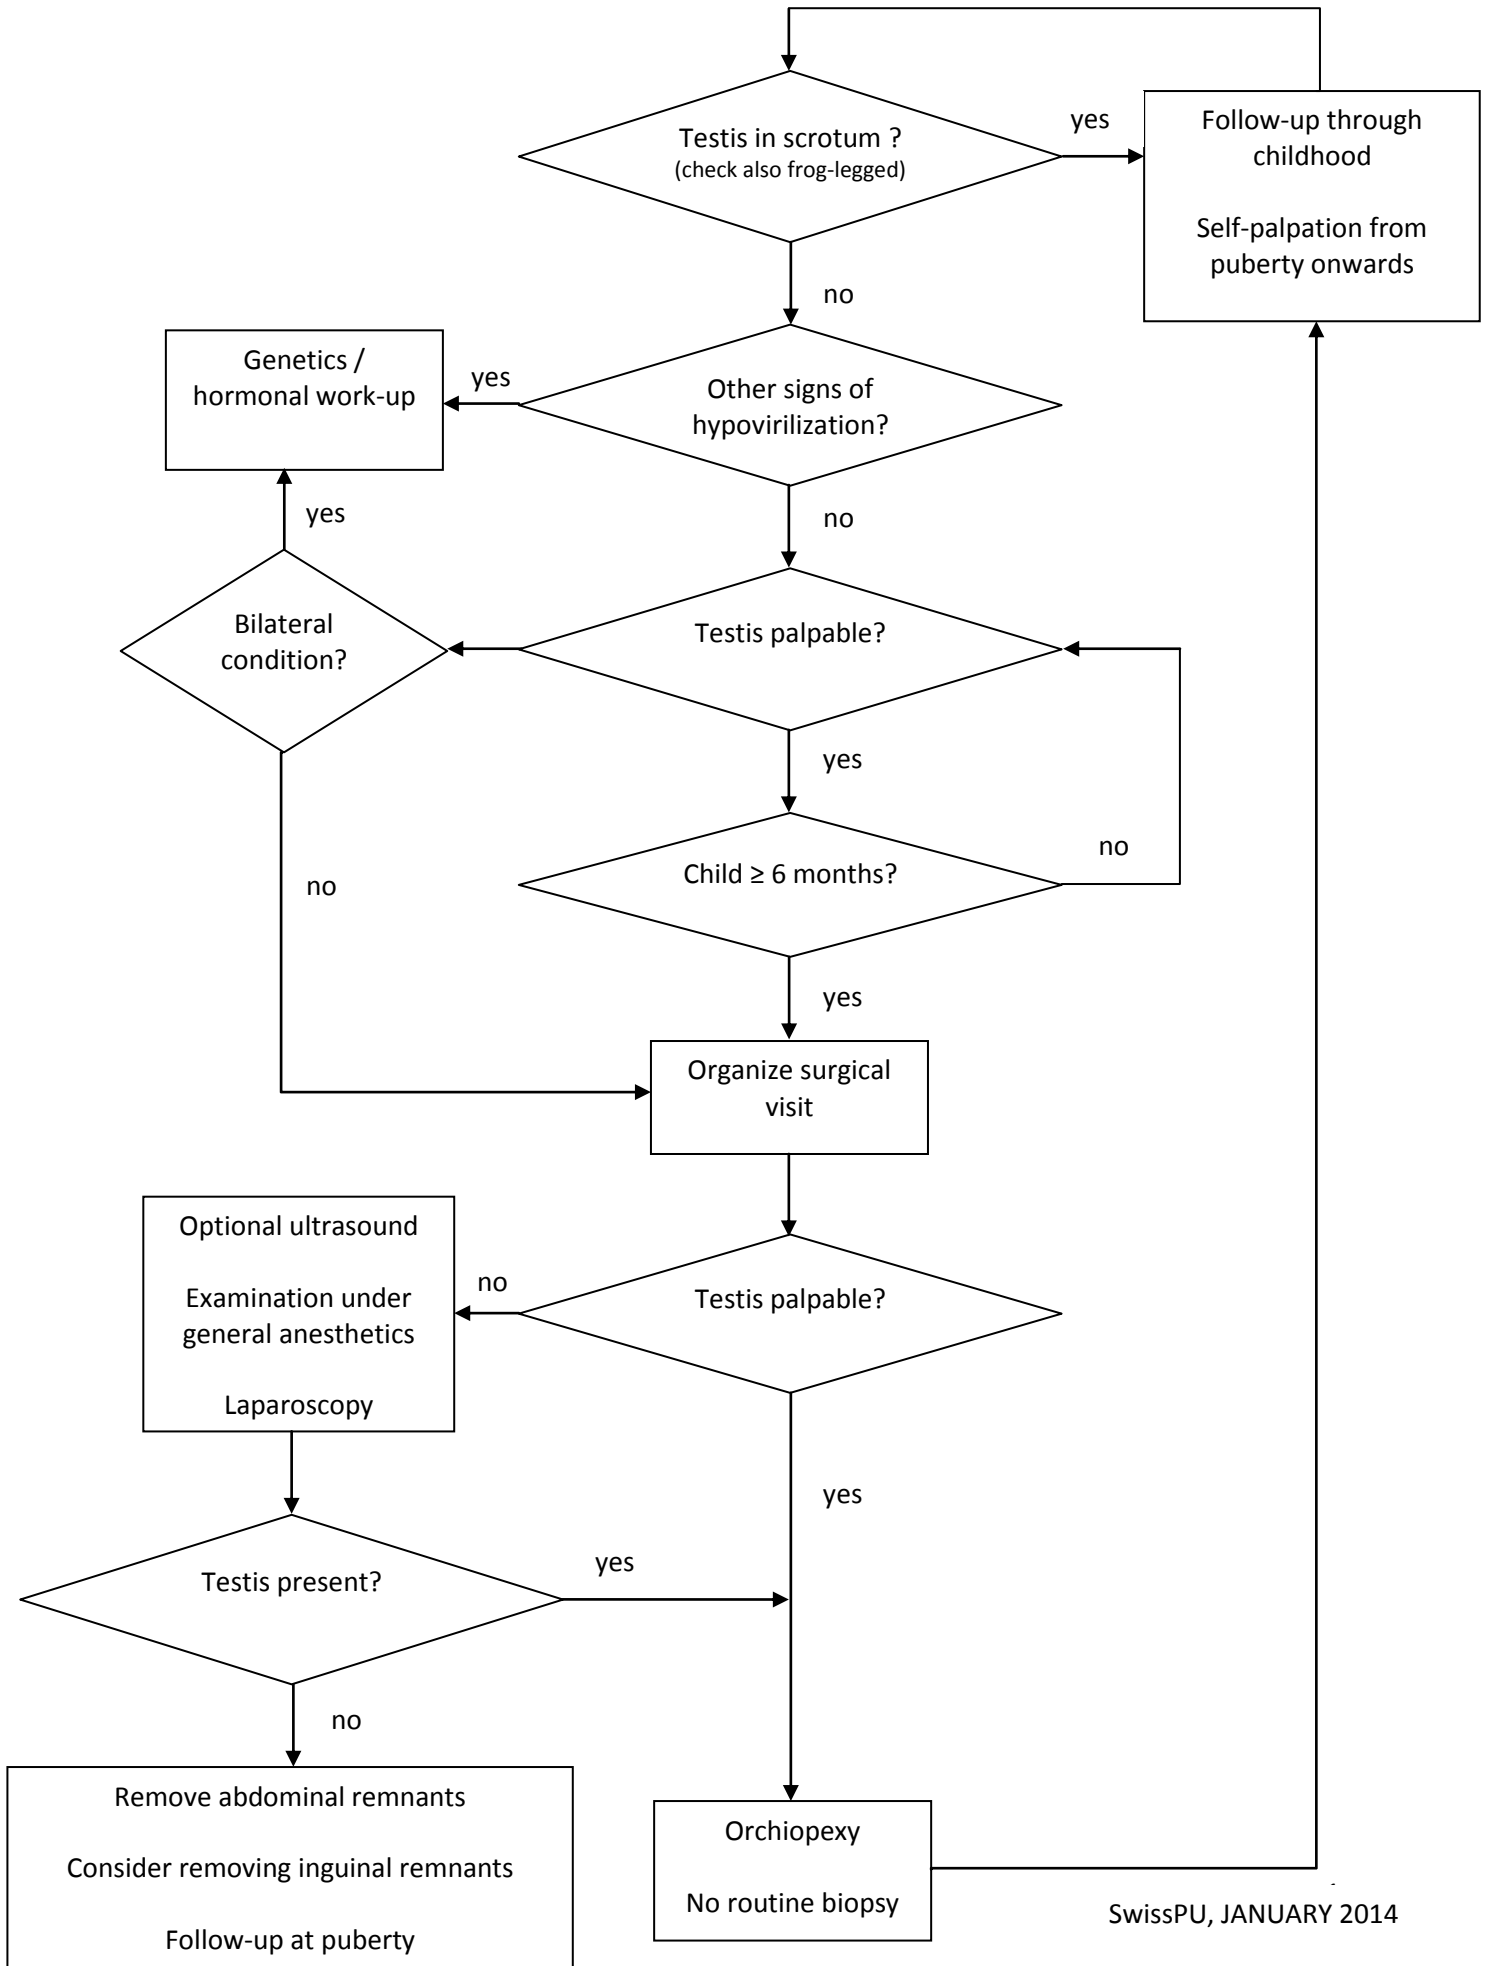 Testis in scrotum ?
(check also frog-legged)
yes
Follow-up through
childhood
Self-palpation from
puberty onwards
no
Genetics /
hormonal work-up
yes
Other signs of
hypovirilization?
yes
no
Bilateral
condition?
Testis palpable?
yes
no
Child ≥ 6 months?
no
yes
Organize surgical
visit
Optional ultrasound
Examination under
general anesthetics
Laparoscopy
no
Testis palpable?
yes
Testis present?
yes
no
Remove abdominal remnants
Consider removing inguinal remnants
Follow-up at puberty
Orchiopexy
No routine biopsy
SwissPU, JANUARY 2014